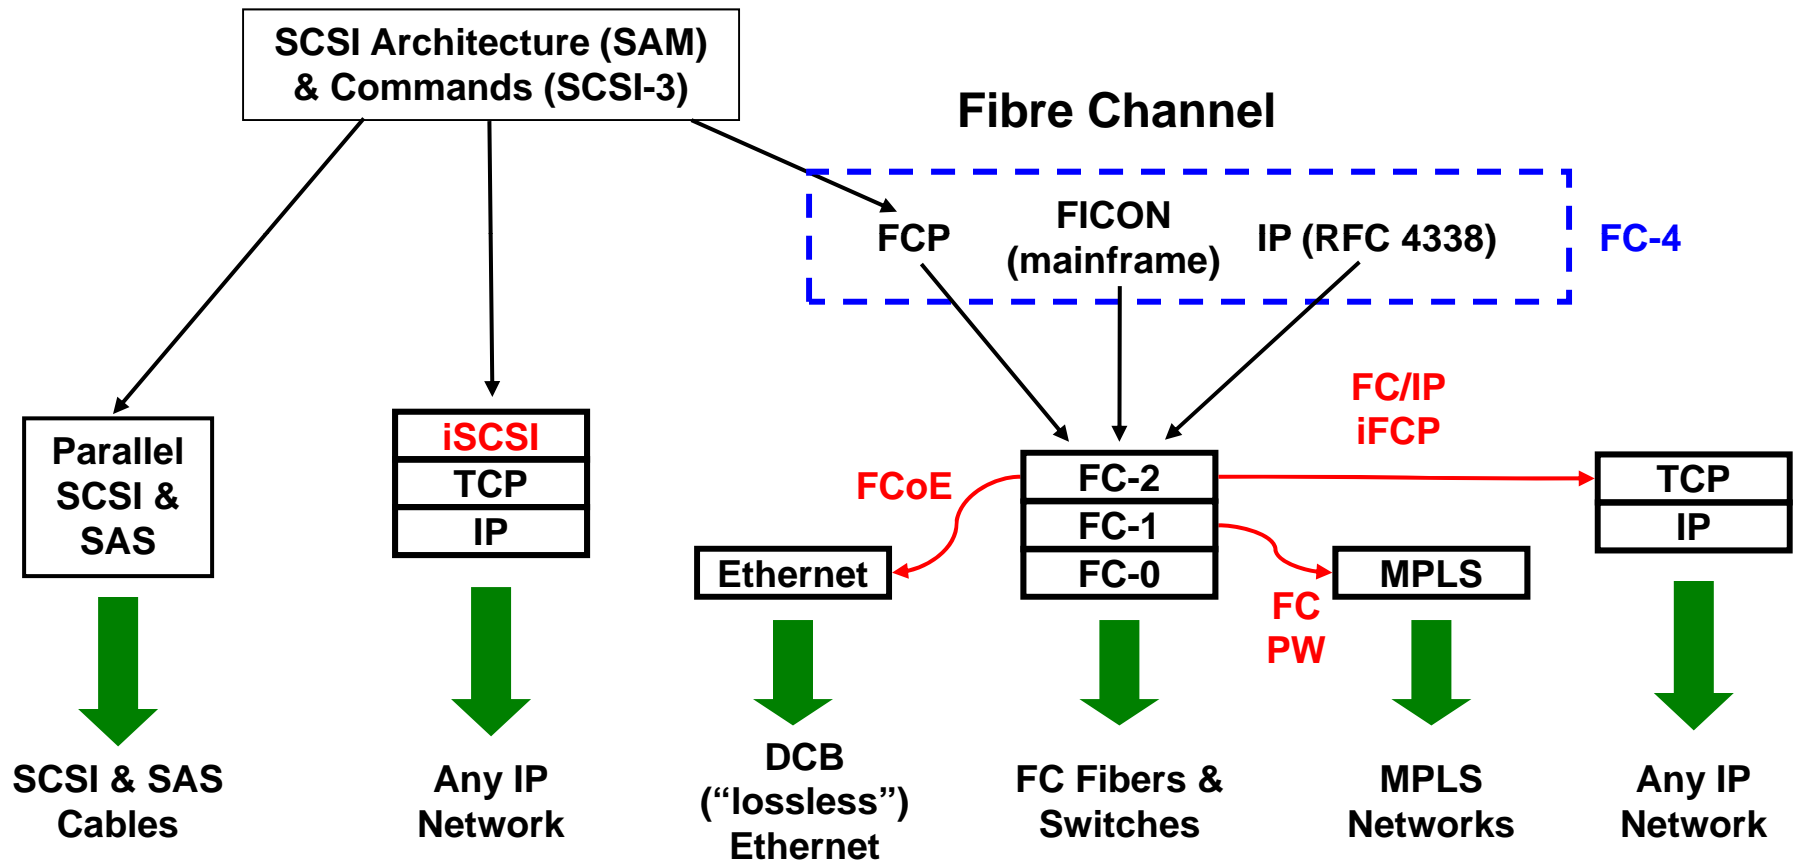 SCSI Architecture (SAM)
& Commands (SCSI-3)
Fibre Channel
FCP
FICON
(mainframe)
IP (RFC 4338)
FC-4
FC/IP
iFCP
Parallel
SCSI &
SAS
iSCSI
TCP
IP
FCoE
Ethernet
FC-2
FC-1
FC-0
FC
PW
MPLS
TCP
IP
SCSI & SAS
Cables
Any IP
Network
DCB
(“lossless”)
Ethernet
FC Fibers &
Switches
MPLS
Networks
Any IP
Network